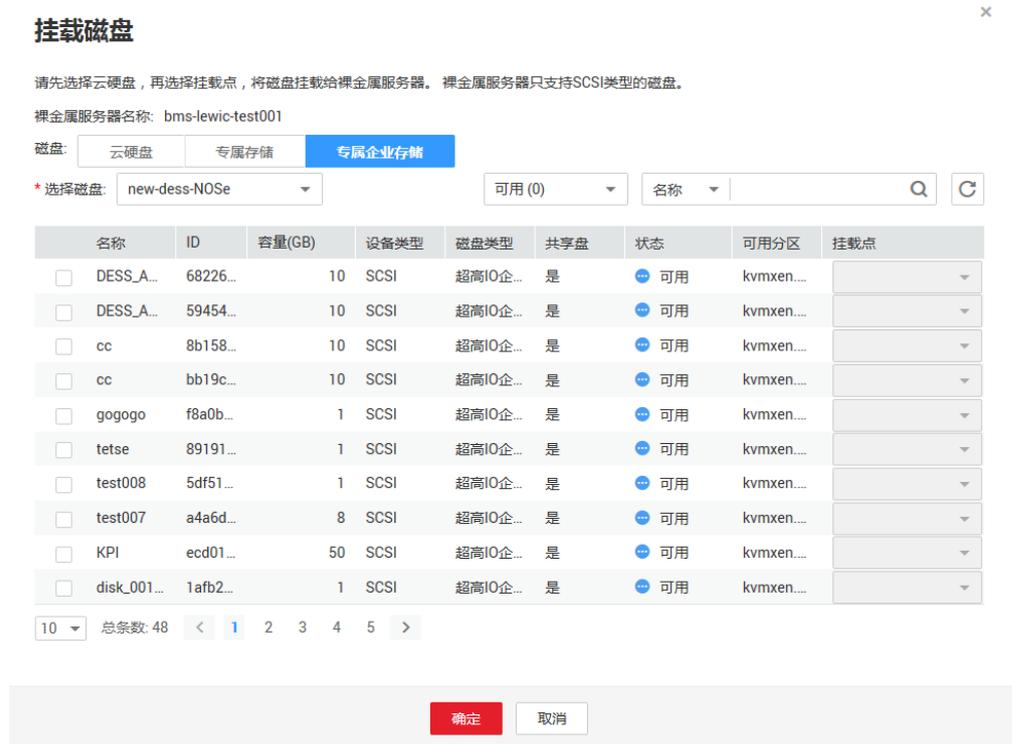 挂载磁盘
请先选择云硬盘，再选择挂载点，将磁盘挂载给裸金属服务器。 裸金属服务器只支持SCSI类型的磁盘。
裸金属服务器名称: bms-lewic-test001
磁盘: 云硬盘 专属存储 专属企业存储
* 选择磁盘: new-dess-NOSe 可用 (0) 名称
名称 ID 容量(GB) 设备类型 磁盘类型 共享盘 状态 可用分区 挂载点
DESS_A... 68226... 10 SCSI 超高IO企... 是 可用 kvmxen....
DESS_A... 59454... 10 SCSI 超高IO企... 是 可用 kvmxen....
cc 8b158... 10 SCSI 超高IO企... 是 可用 kvmxen....
cc bb19c... 10 SCSI 超高IO企... 是 可用 kvmxen....
gogogo f8a0b... 1 SCSI 超高IO企... 是 可用 kvmxen....
tetse 89191... 1 SCSI 超高IO企... 是 可用 kvmxen....
test008 5df51... 1 SCSI 超高IO企... 是 可用 kvmxen....
test007 a4a6d... 8 SCSI 超高IO企... 是 可用 kvmxen....
KPI ecd01... 50 SCSI 超高IO企... 是 可用 kvmxen....
disk_001... 1afb2... 1 SCSI 超高IO企... 是 可用 kvmxen....
10 总条数: 48 < 1 2 3 4 5 >
确定 取消